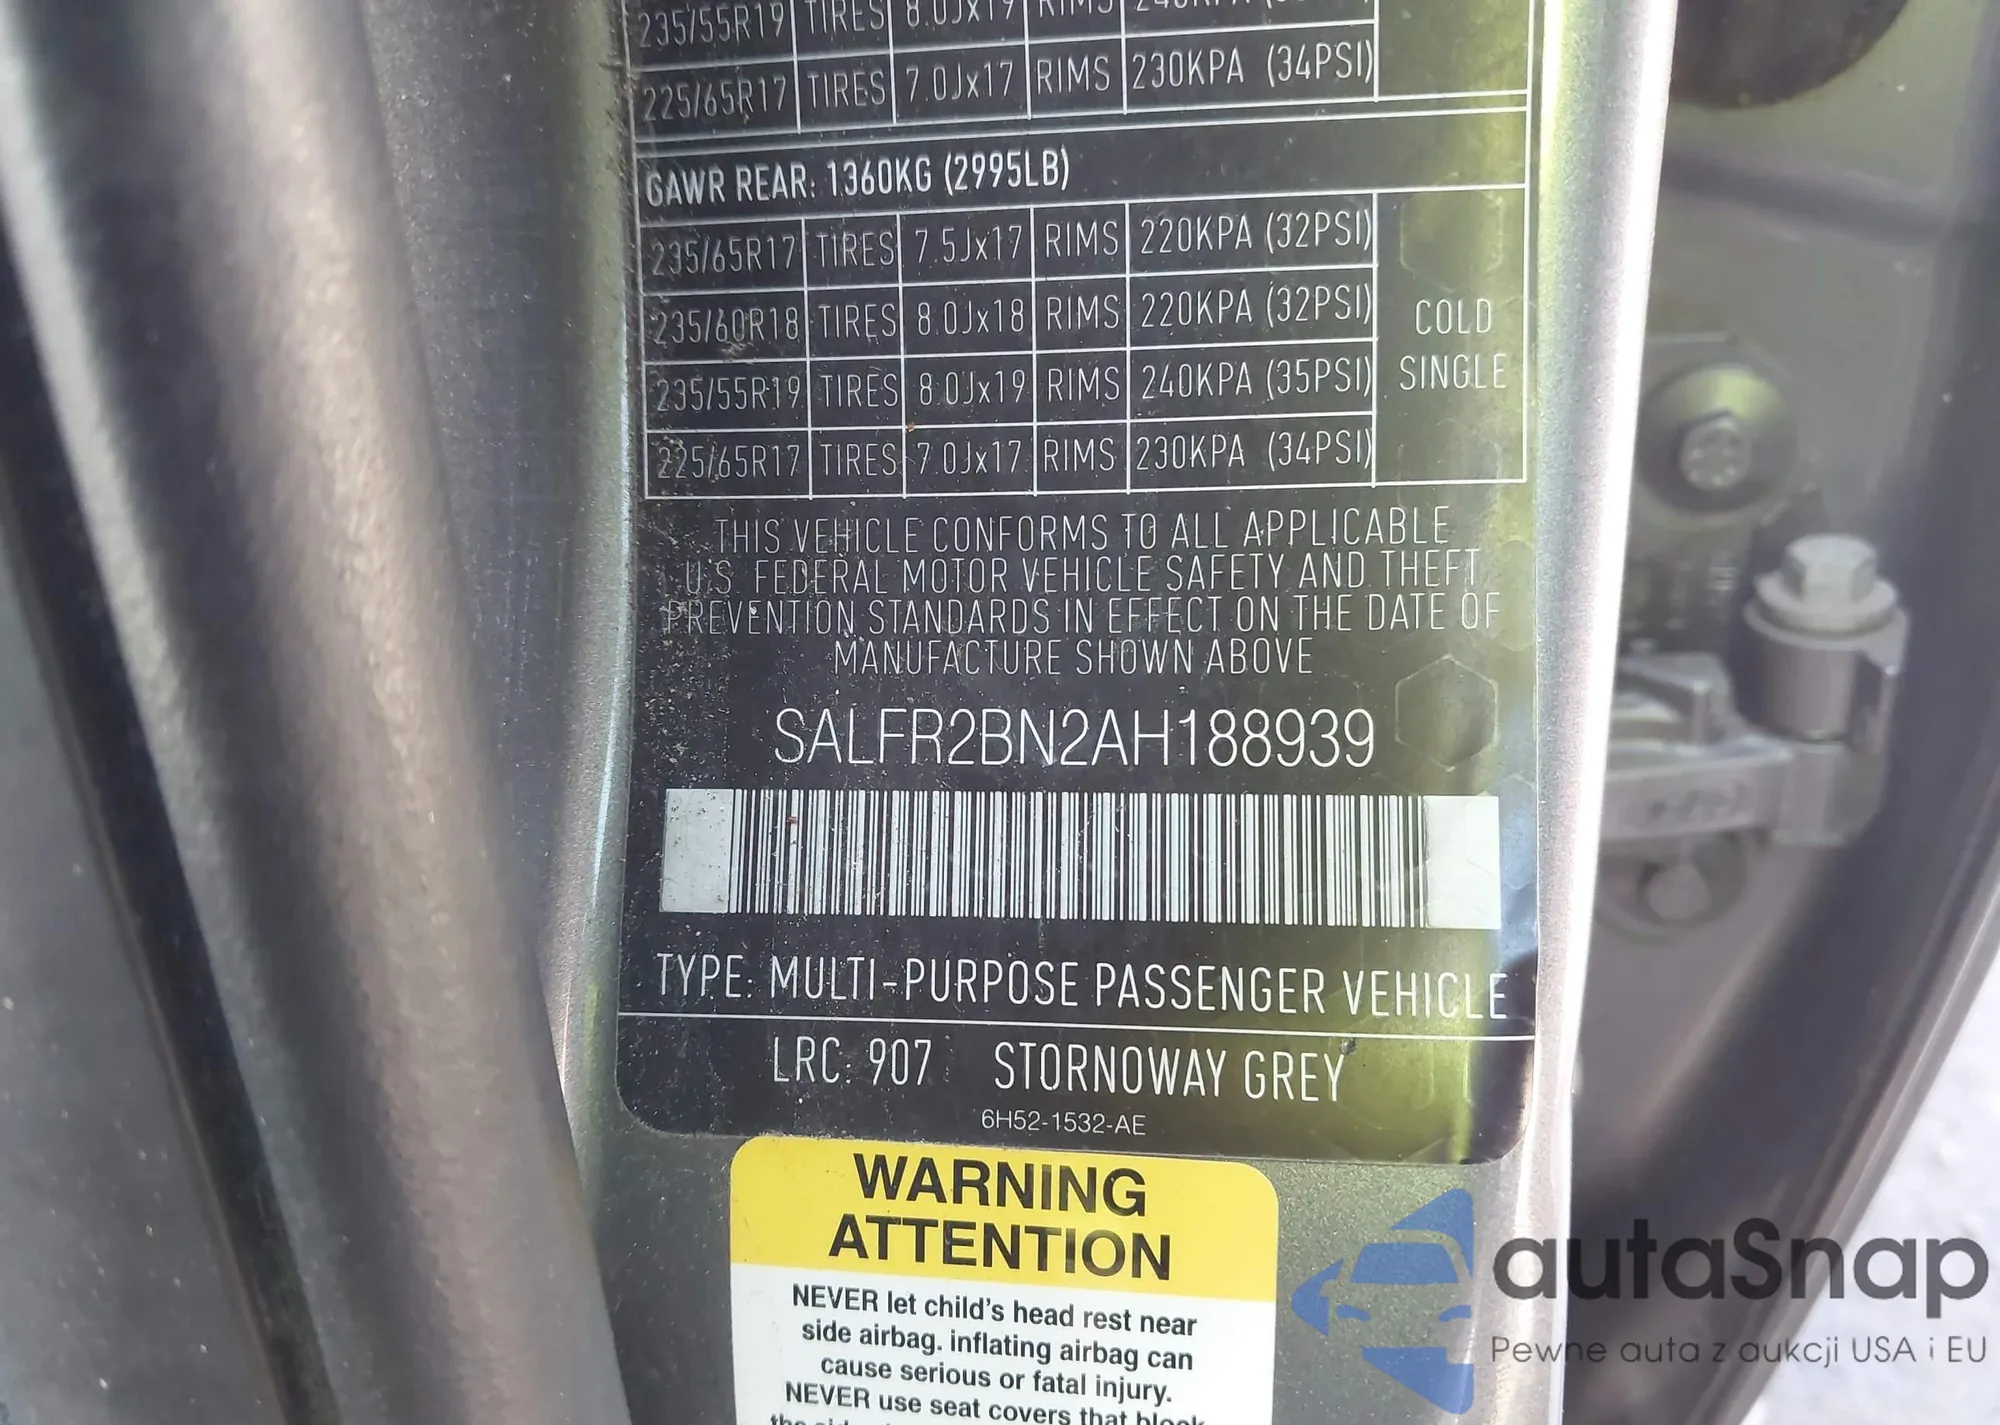 235/55R19 TIRES 8.0Jx19 RIMS
225/65R17 TIRES 7.0Jx17 RIMS 230KPA (34PSI)
GAWR REAR: 1360KG (2995LB)
235/65R17 TIRES 7.5Jx17 RIMS 220KPA (32PSI)
235/60R18 TIRES 8.0Jx18 RIMS 220KPA (32PSI)
235/55R19 TIRES 8.0Jx19 RIMS 240KPA (35PSI)
225/65R17 TIRES 7.0Jx17 RIMS 230KPA (34PSI)
COLD
SINGLE
THIS VEHICLE CONFORMS TO ALL APPLICABLE
U.S. FEDERAL MOTOR VEHICLE SAFETY AND THEFT
PREVENTION STANDARDS IN EFFECT ON THE DATE OF
MANUFACTURE SHOWN ABOVE
SALFR2BN2AH188939
TYPE: MULTI-PURPOSE PASSENGER VEHICLE
LRC: 907 STORNOWAY GREY
6H52-1532-AE
WARNING
ATTENTION
NEVER let child's head rest near
side airbag. inflating airbag can
cause serious or fatal injury.
NEVER use seat covers that block
autaSnap
Pewne auta z aukcji USA i EU